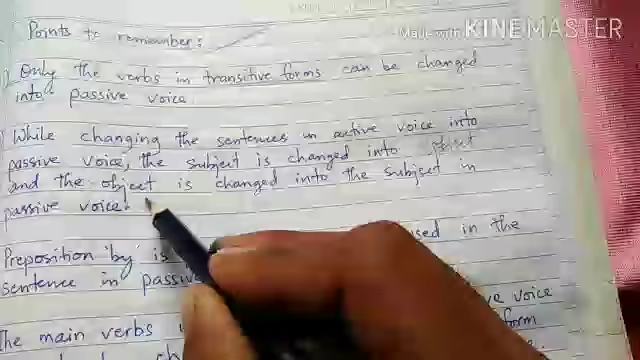 Made with KINEMASTER
Points to remember:
) Only the verbs in transitive forms can be changed
into passive voice
) While changing the sentences in active voice into
passive voice, the subject is changed into
and the object is changed into the subject in
passive voice.
Preposition 'by' is used in the
sentence in passive
ve voice
The main verbs form